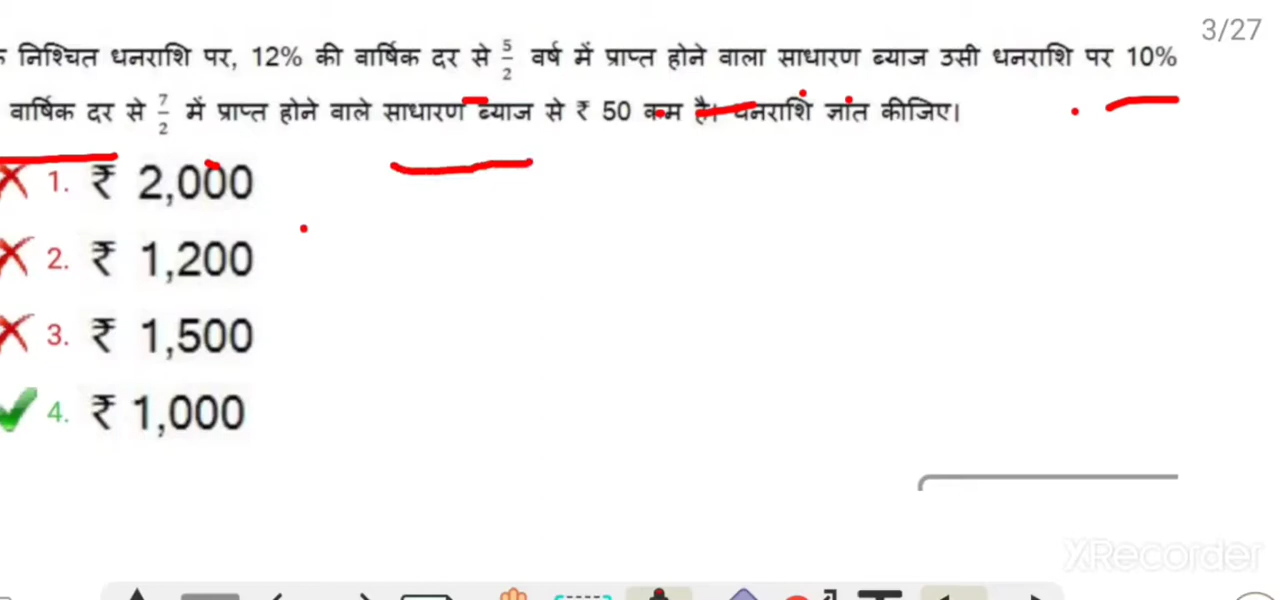 3/27
निश्चित धनराशि पर, 12% की वार्षिक दर से 5/2 वर्ष में प्राप्त होने वाला साधारण ब्याज उसी धनराशि पर 10%
वार्षिक दर से 7/2 में प्राप्त होने वाले साधारण ब्याज से ₹ 50 कम है। धनराशि ज्ञात कीजिए।
1. ₹ 2,000
2. ₹ 1,200
3. ₹ 1,500
4. ₹ 1,000
XRecorder